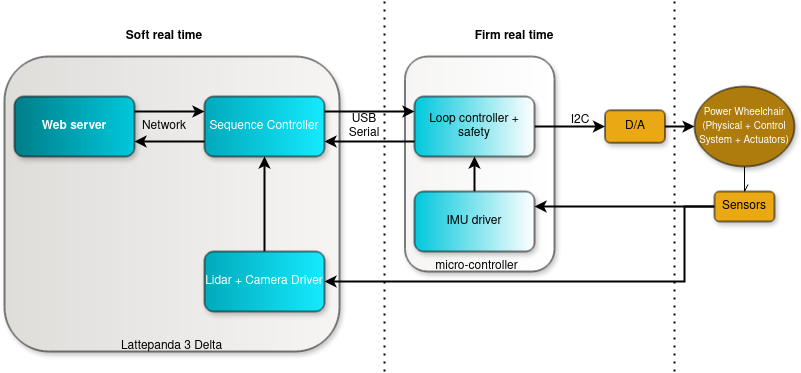 Soft real time
Firm real time
Web server
Network
Sequence Controller
USB
Serial
Loop controller +
safety
I2C
D/A
Power Wheelchair
(Physical + Control
System + Actuators)
IMU driver
Sensors
micro-controller
Lidar + Camera Driver
Lattepanda 3 Delta